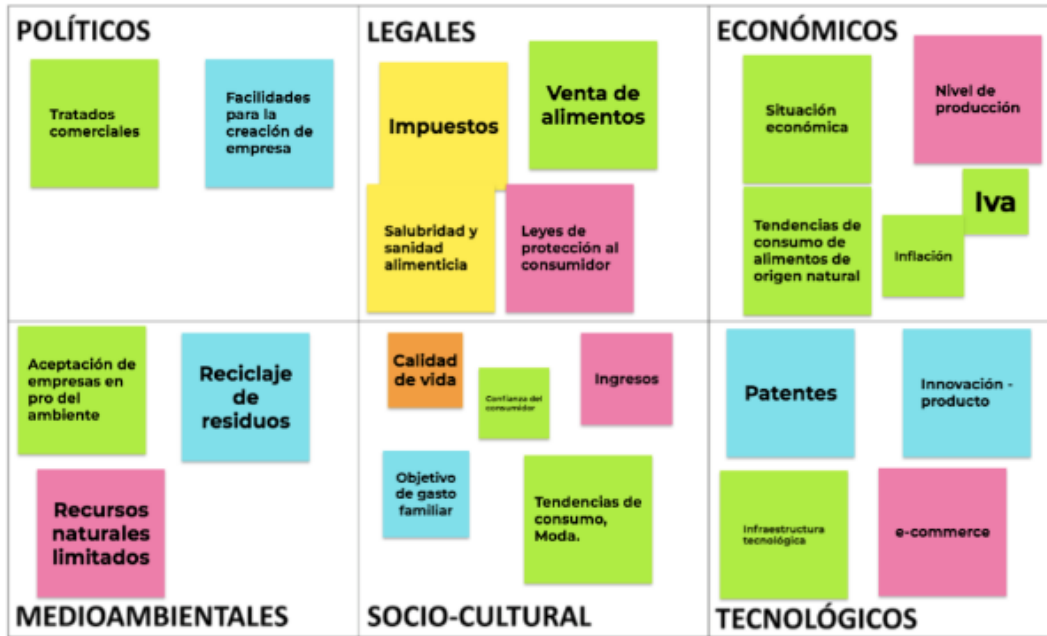 POLÍTICOS
Tratados
comerciales
Facilidades
para la
creación de
empresa
LEGALES
Impuestos
Venta de
alimentos
Salubridad y
sanidad
alimenticia
Leyes de
protección al
consumidor
ECONÓMICOS
Situación
económica
Nivel de
producción
Iva
Tendencias de
consumo de
alimentos de
origen natural
Inflación
Aceptación de
empresas en
pro del
ambiente
Reciclaje
de
residuos
Recursos
naturales
limitados
MEDIOAMBIENTALES
Calidad
de vida
Confianza del
consumidor
Ingresos
Objetivo
de gasto
familiar
Tendencias de
consumo,
Moda.
SOCIO-CULTURAL
Patentes
Innovación -
producto
Infraestructura
tecnológica
e-commerce
TECNOLÓGICOS